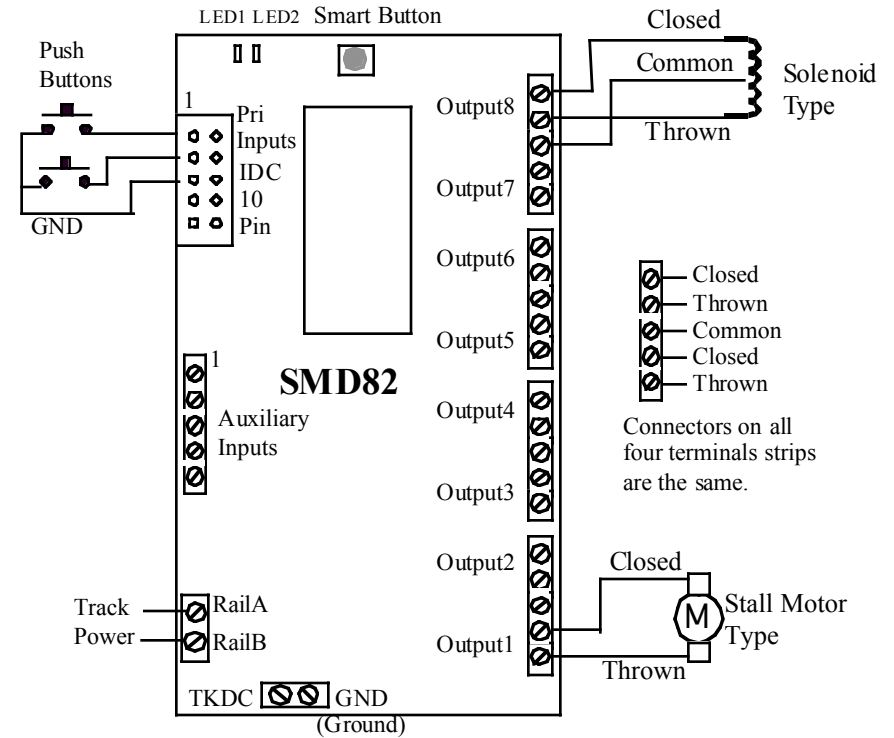 LED1 LED2 Smart Button
Closed
Push
Buttons
Common
Solenoid
Type
1
Pri
Inputs
IDC
10
Pin
Output8
Thrown
Output7
GND
Output6
Closed
Thrown
Common
Closed
Thrown
Output5
1
SMD82
Auxiliary
Inputs
Output4
Connectors on all
four terminals strips
are the same.
Output3
Output2
Closed
Track
Power
RailA
RailB
M
Stall Motor
Type
Output1
Thrown
TKDC
GND
(Ground)